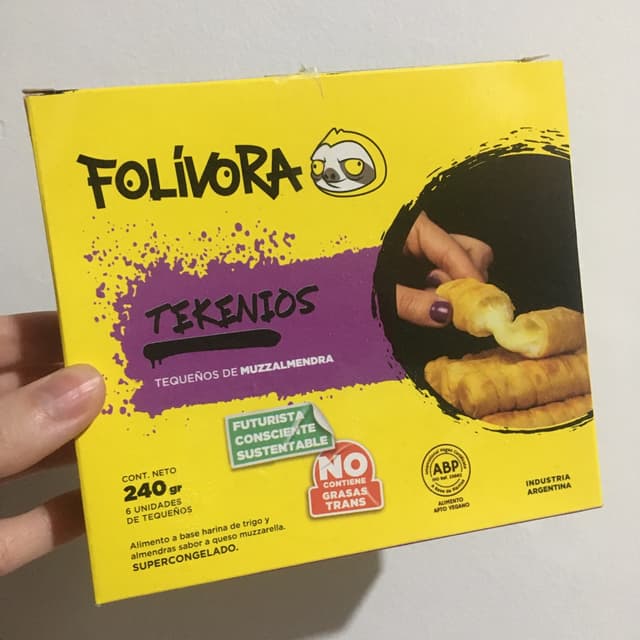 FOLÍVORA
TEKENIOS
TEQUEÑOS DE MUZZALMENDRA
FUTURISTA
CONSCIENTE
SUSTENTABLE
NO
CONTIENE
GRASAS
TRANS
CONT. NETO
240 gr
6 UNIDADES
DE TEQUEÑOS
Alimento a base harina de trigo y
almendras sabor a queso muzzarella.
SUPERCONGELADO.
ABP
ALIMENTO
APTO VEGANO
INDUSTRIA
ARGENTINA